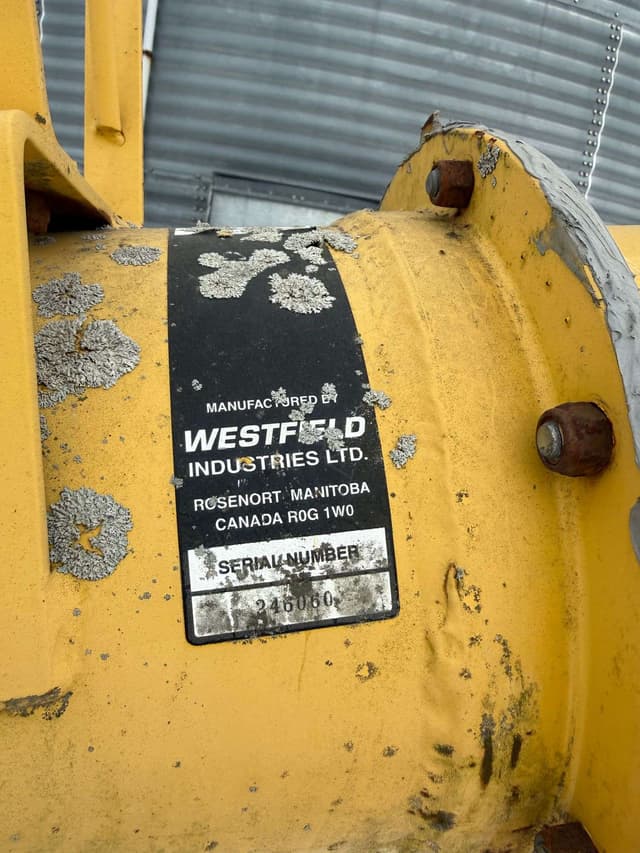 MANUFACTURED BY
WESTFIELD
INDUSTRIES LTD.
ROSENORT, MANITOBA
CANADA R0G 1W0
SERIAL NUMBER
246060